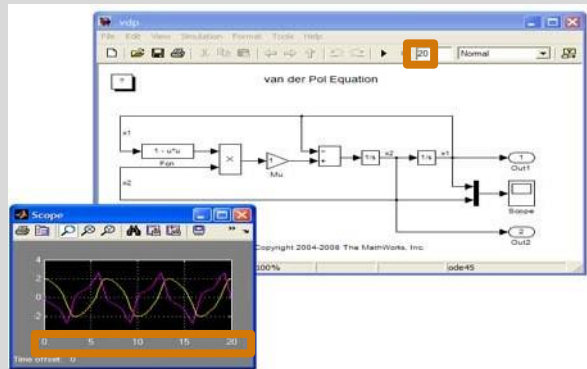 vdp
File Edit View Simulation Format Tools Help
20 Normal
?
van der Pol Equation
x1
1 - u*u
Fcn
x2
×
1
Mu
−
+
1/s
x2
1/s
x1
1
Out1
Scope
2
Out2
Copyright 2004-2008 The MathWorks, Inc.
100% ode45
Scope
4
2
0
-2
0 5 10 15 20
Time offset: 0